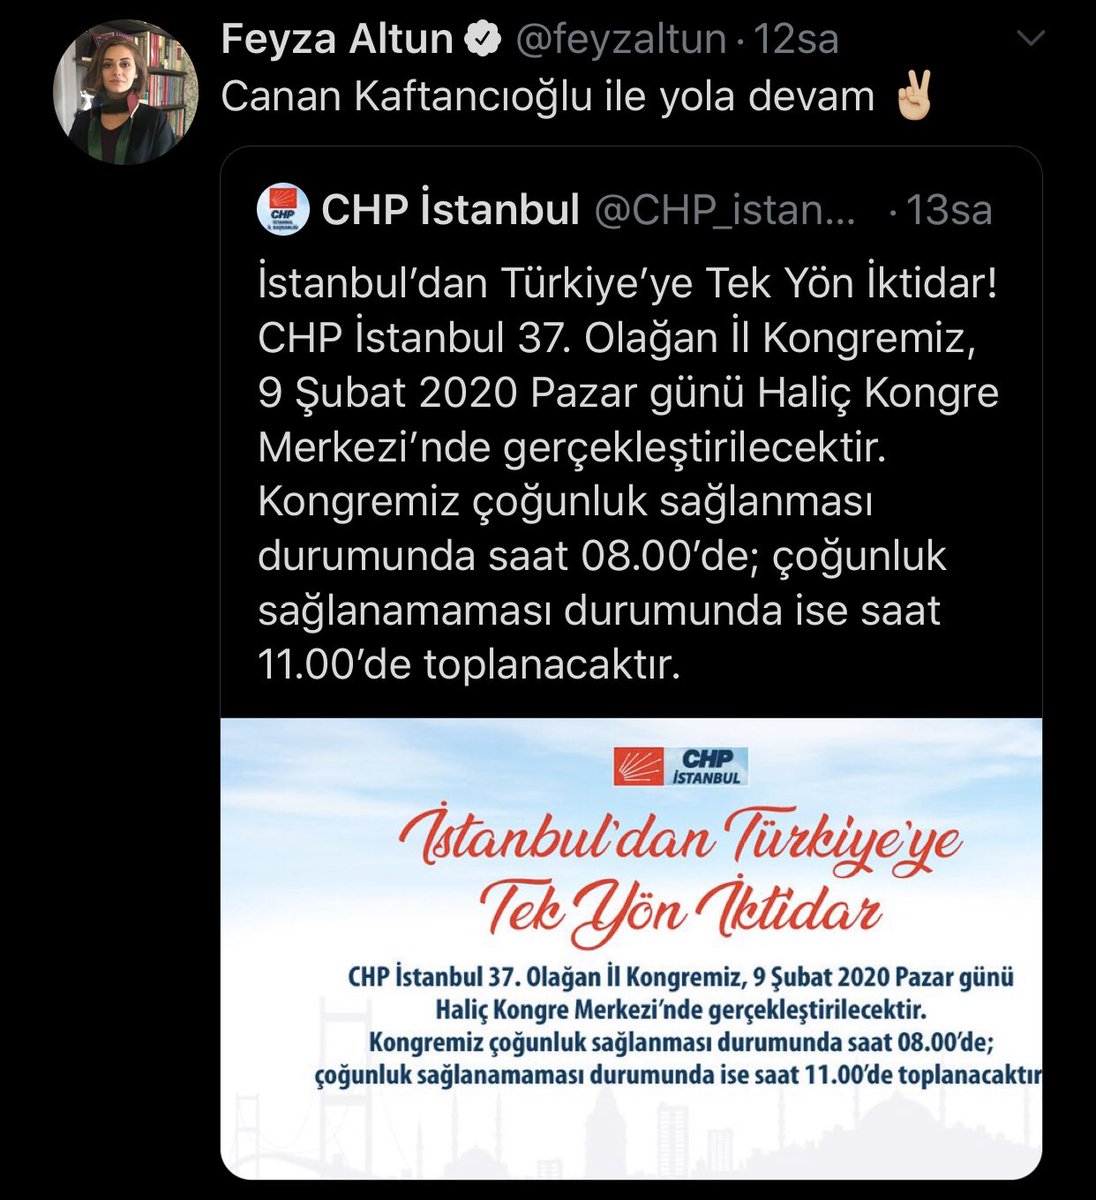 Feyza Altun @feyzaltun · 12sa
Canan Kaftancıoğlu ile yola devam ✌🏼
CHP
İSTANBUL
CHP İstanbul @CHP_istan... · 13sa
İstanbul’dan Türkiye’ye Tek Yön İktidar!
CHP İstanbul 37. Olağan İl Kongremiz,
9 Şubat 2020 Pazar günü Haliç Kongre
Merkezi’nde gerçekleştirilecektir.
Kongremiz çoğunluk sağlanması
durumunda saat 08.00’de; çoğunluk
sağlanamaması durumunda ise saat
11.00’de toplanacaktır.
CHP
İSTANBUL
İstanbul’dan Türkiye’ye
Tek Yön İktidar
CHP İstanbul 37. Olağan İl Kongremiz, 9 Şubat 2020 Pazar günü
Haliç Kongre Merkezi’nde gerçekleştirilecektir.
Kongremiz çoğunluk sağlanması durumunda saat 08.00’de;
çoğunluk sağlanamaması durumunda ise saat 11.00’de toplanacaktır